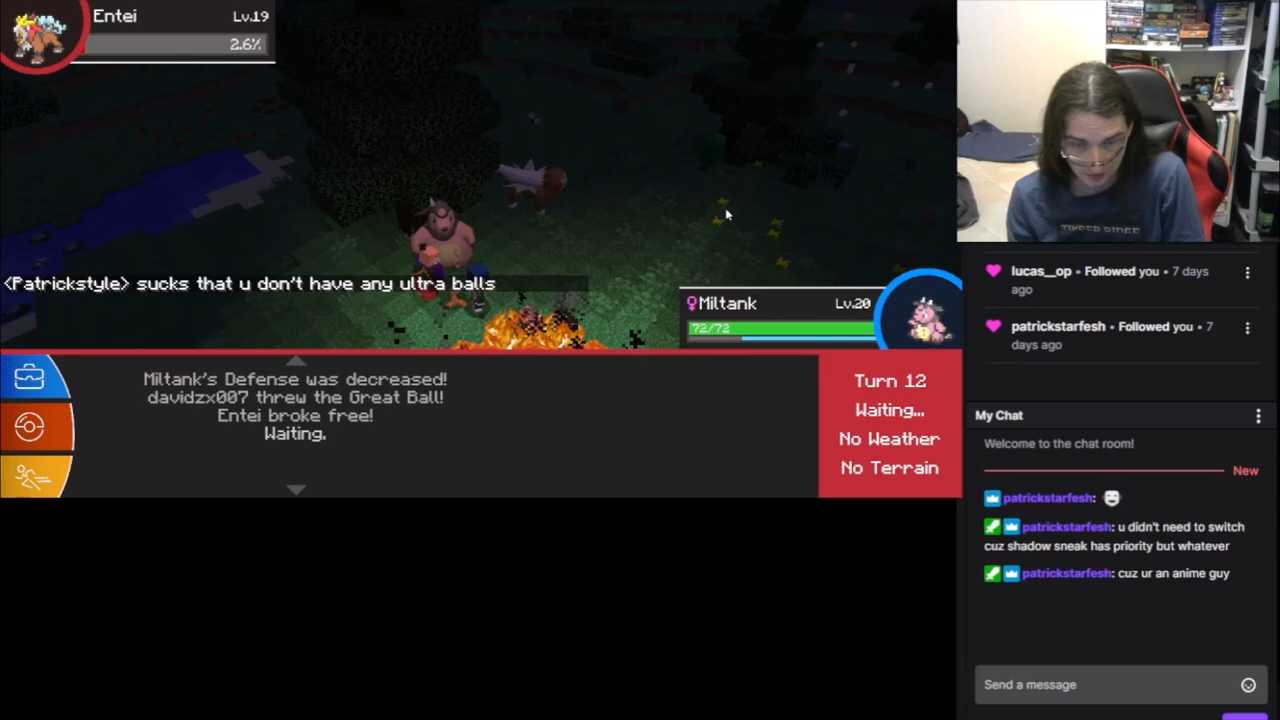 Entei Lv.19
2.6%
<Patrickstyle> sucks that u don't have any ultra balls
♀Miltank Lv.20
72/72
Miltank's Defense was decreased!
davidzx007 threw the Great Ball!
Entei broke free!
Waiting.
Turn 12
Waiting...
No Weather
No Terrain
TIMBER RIDGE
lucas__op • Followed you • 7 days
ago
patrickstarfesh • Followed you • 7
days ago
My Chat
Welcome to the chat room!
New
patrickstarfesh:
patrickstarfesh: u didn't need to switch
cuz shadow sneak has priority but whatever
patrickstarfesh: cuz ur an anime guy
Send a message